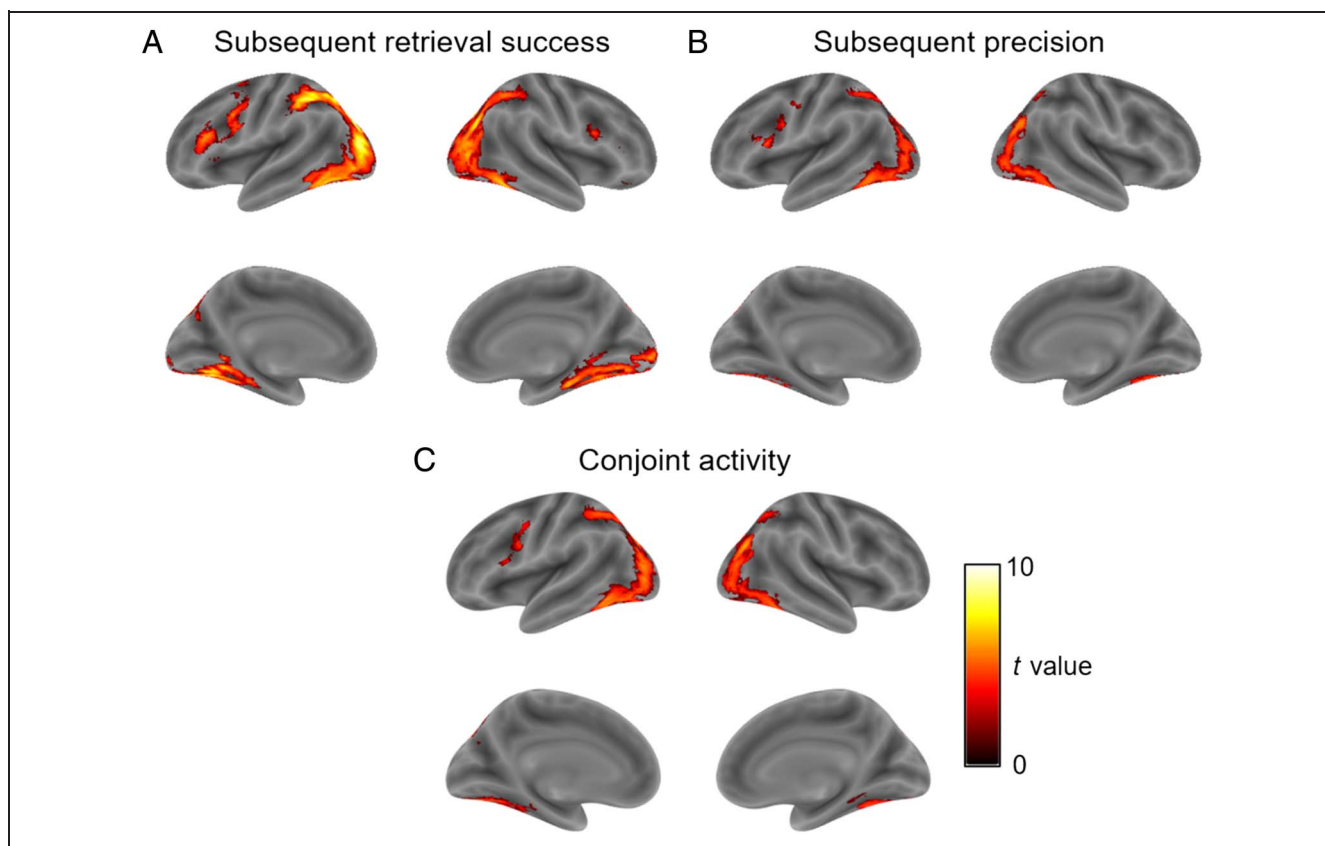 A Subsequent retrieval success
B Subsequent precision
C Conjoint activity
10
t value
0